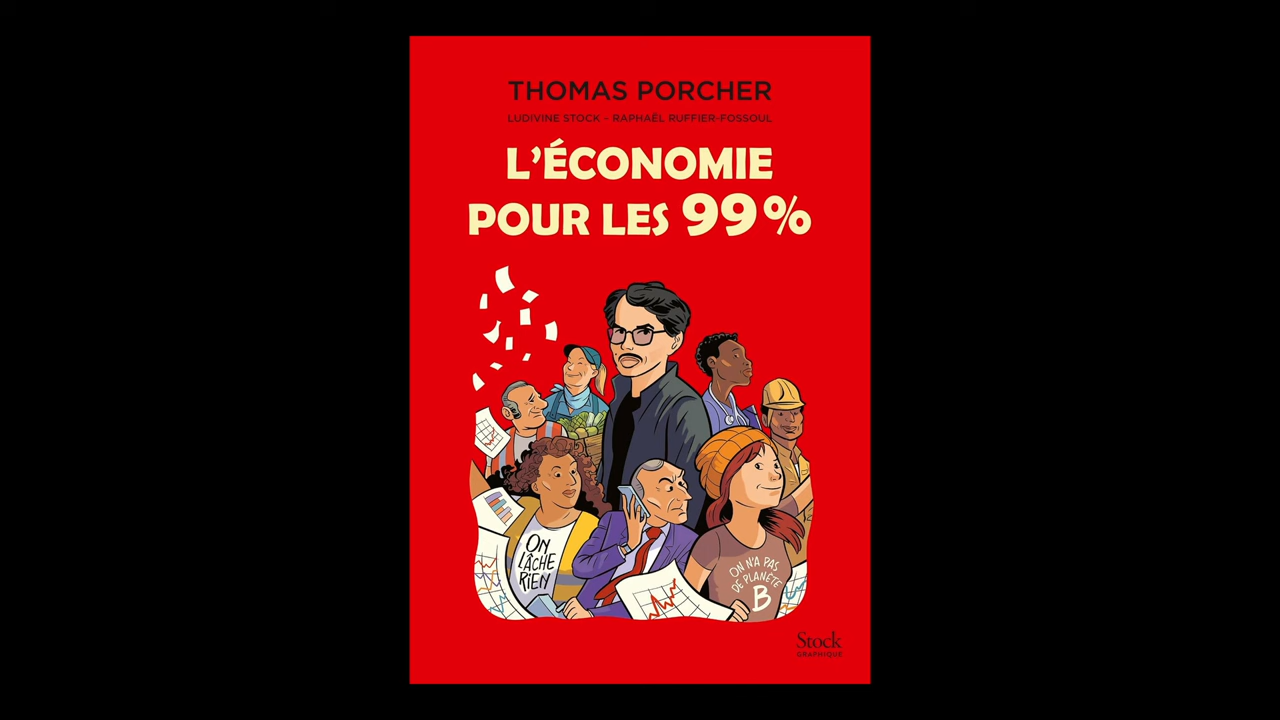 THOMAS PORCHER
LUDIVINE STOCK - RAPHAËL RUFFIER-FOSSOUL
L'ÉCONOMIE
POUR LES 99 %
ON
LÂCHE
RIEN
ON N'A PAS
DE PLANÈTE
B
Stock
GRAPHIQUE